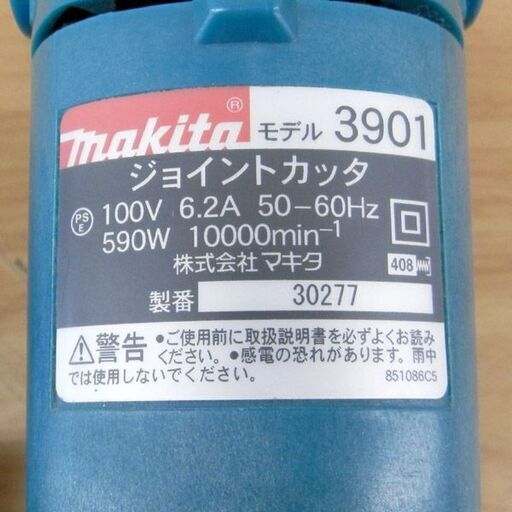 makita® モデル 3901
ジョイントカッタ
PSE 100V 6.2A 50-60Hz
590W 10000min⁻¹
株式会社マキタ 408
製番 30277
⚠警告 ●ご使用前に取扱説明書を必ずよくお読み
ください。●感電の恐れがあります。雨中
では使用しないでください。 851086C5